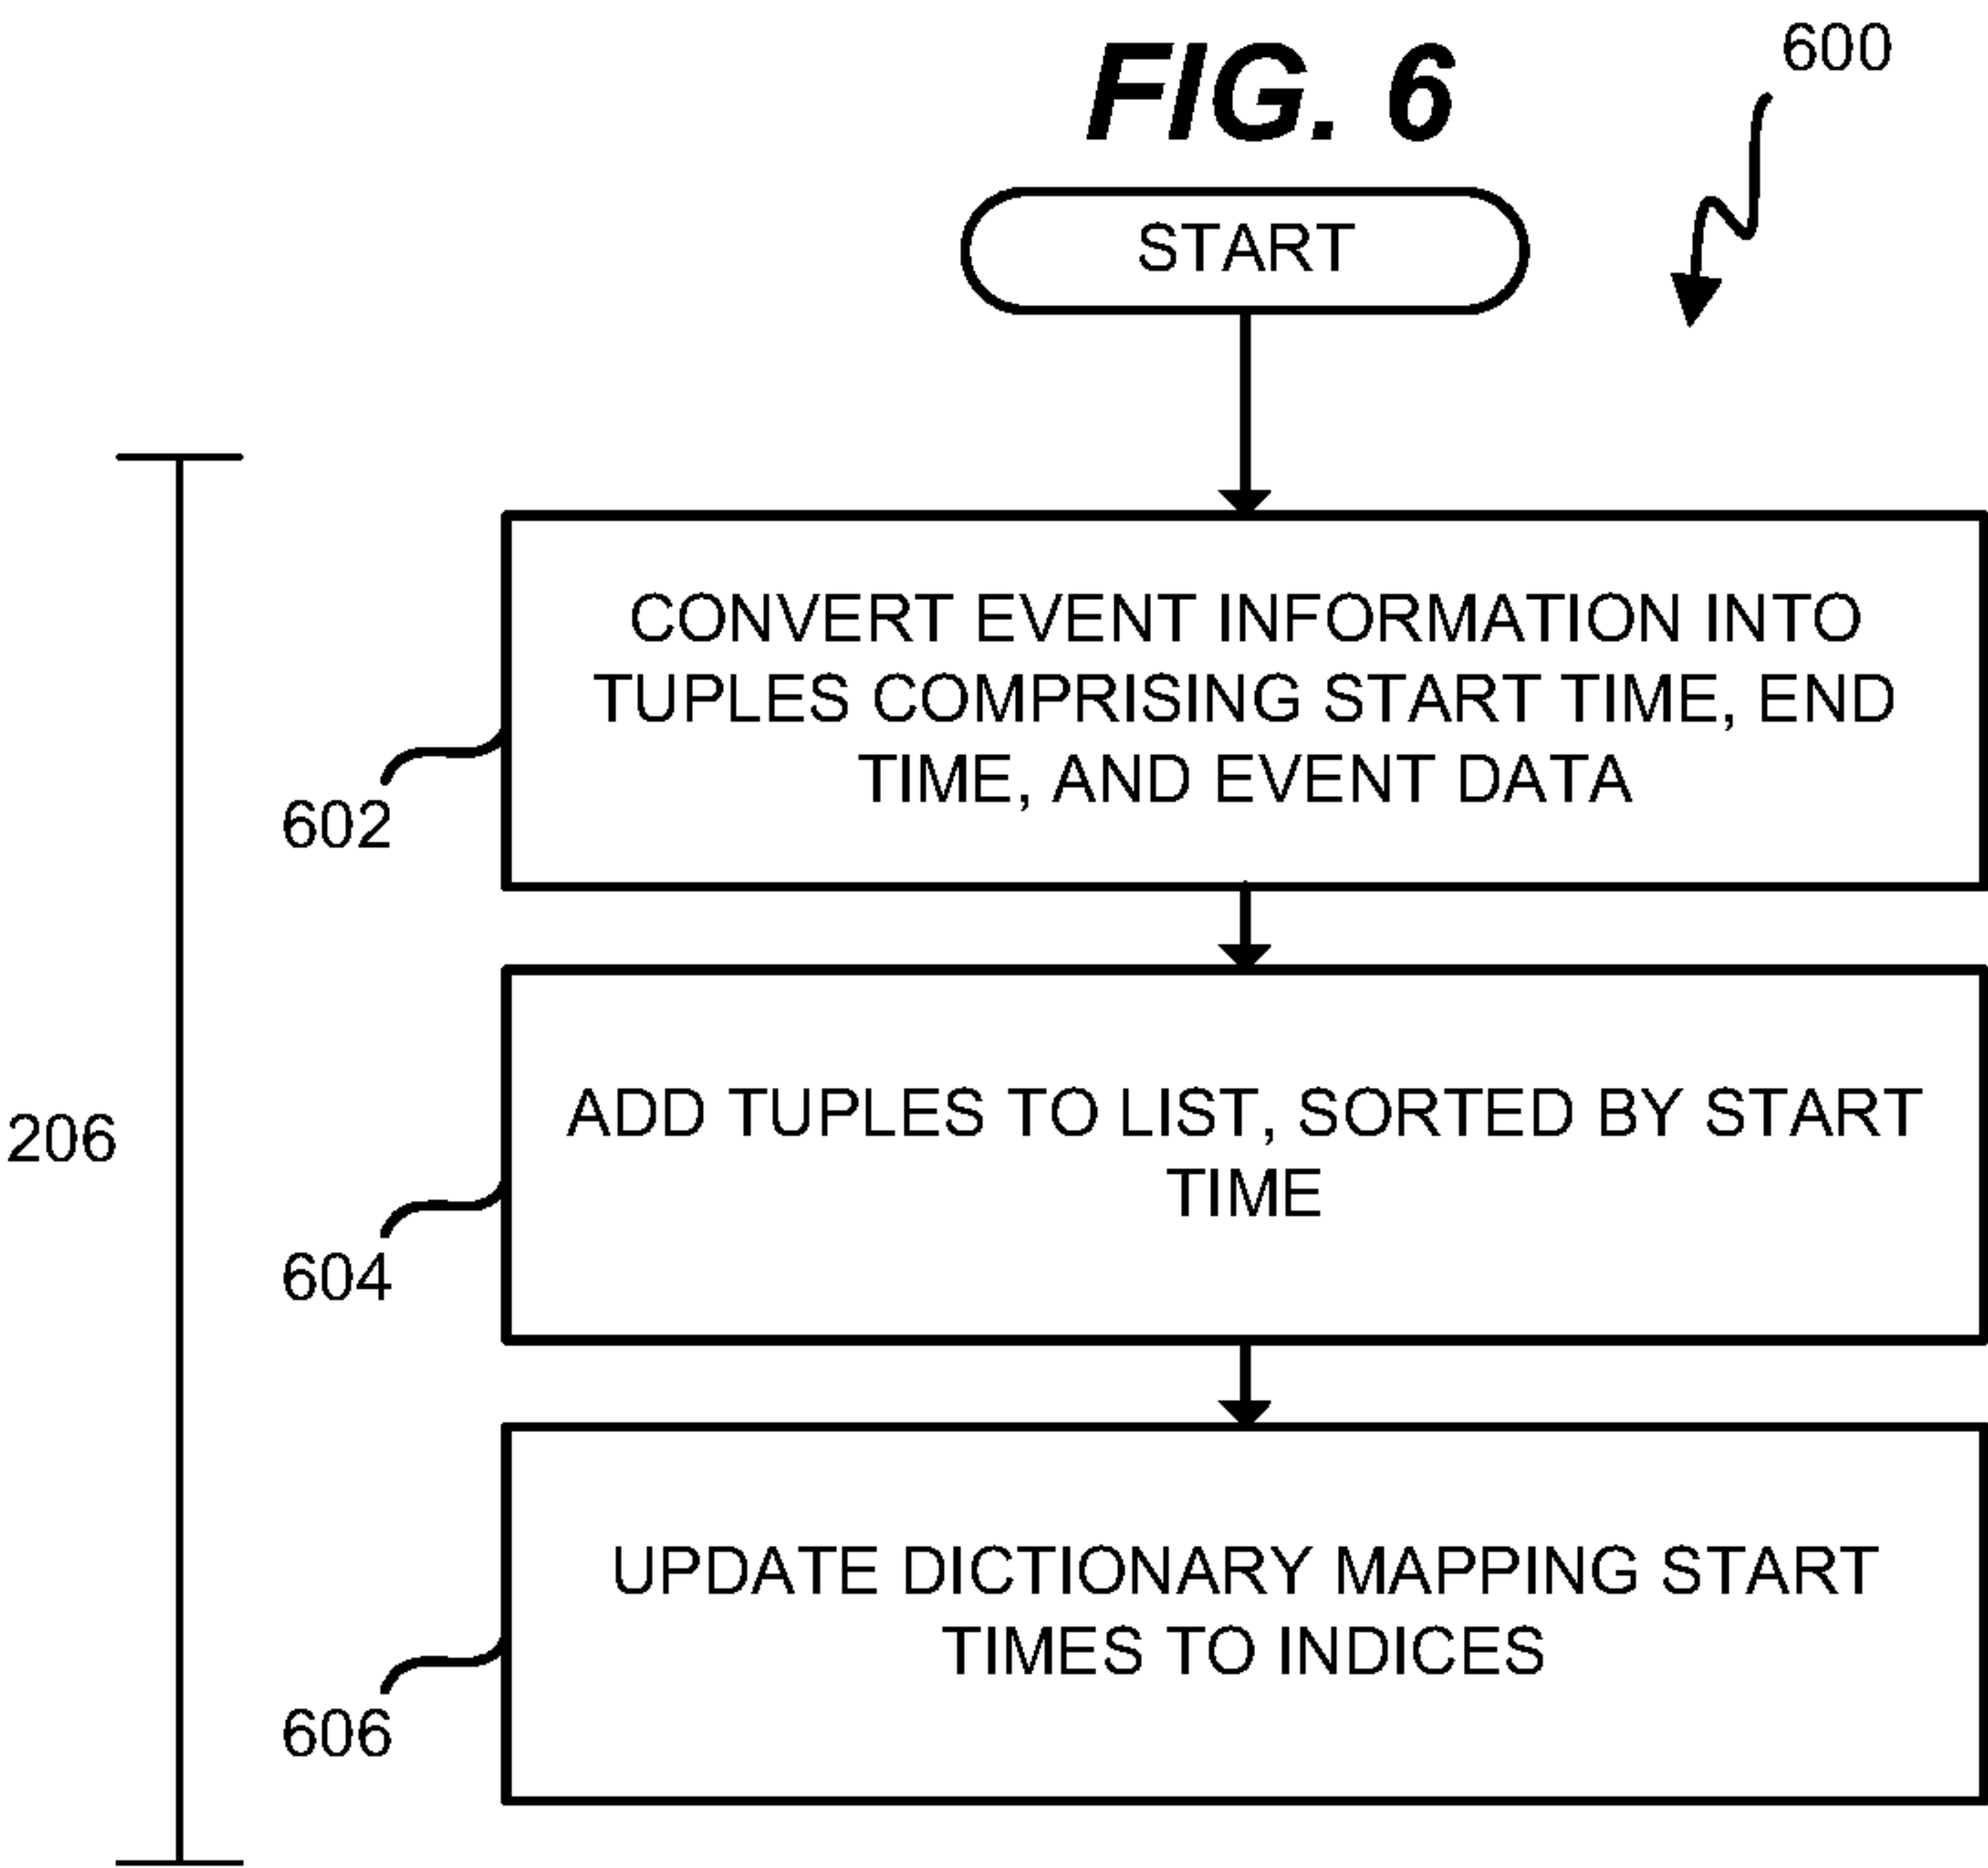 FIG. 6
600
START
CONVERT EVENT INFORMATION INTO
TUPLES COMPRISING START TIME, END
TIME, AND EVENT DATA
602
ADD TUPLES TO LIST, SORTED BY START
TIME
206
604
UPDATE DICTIONARY MAPPING START
TIMES TO INDICES
606